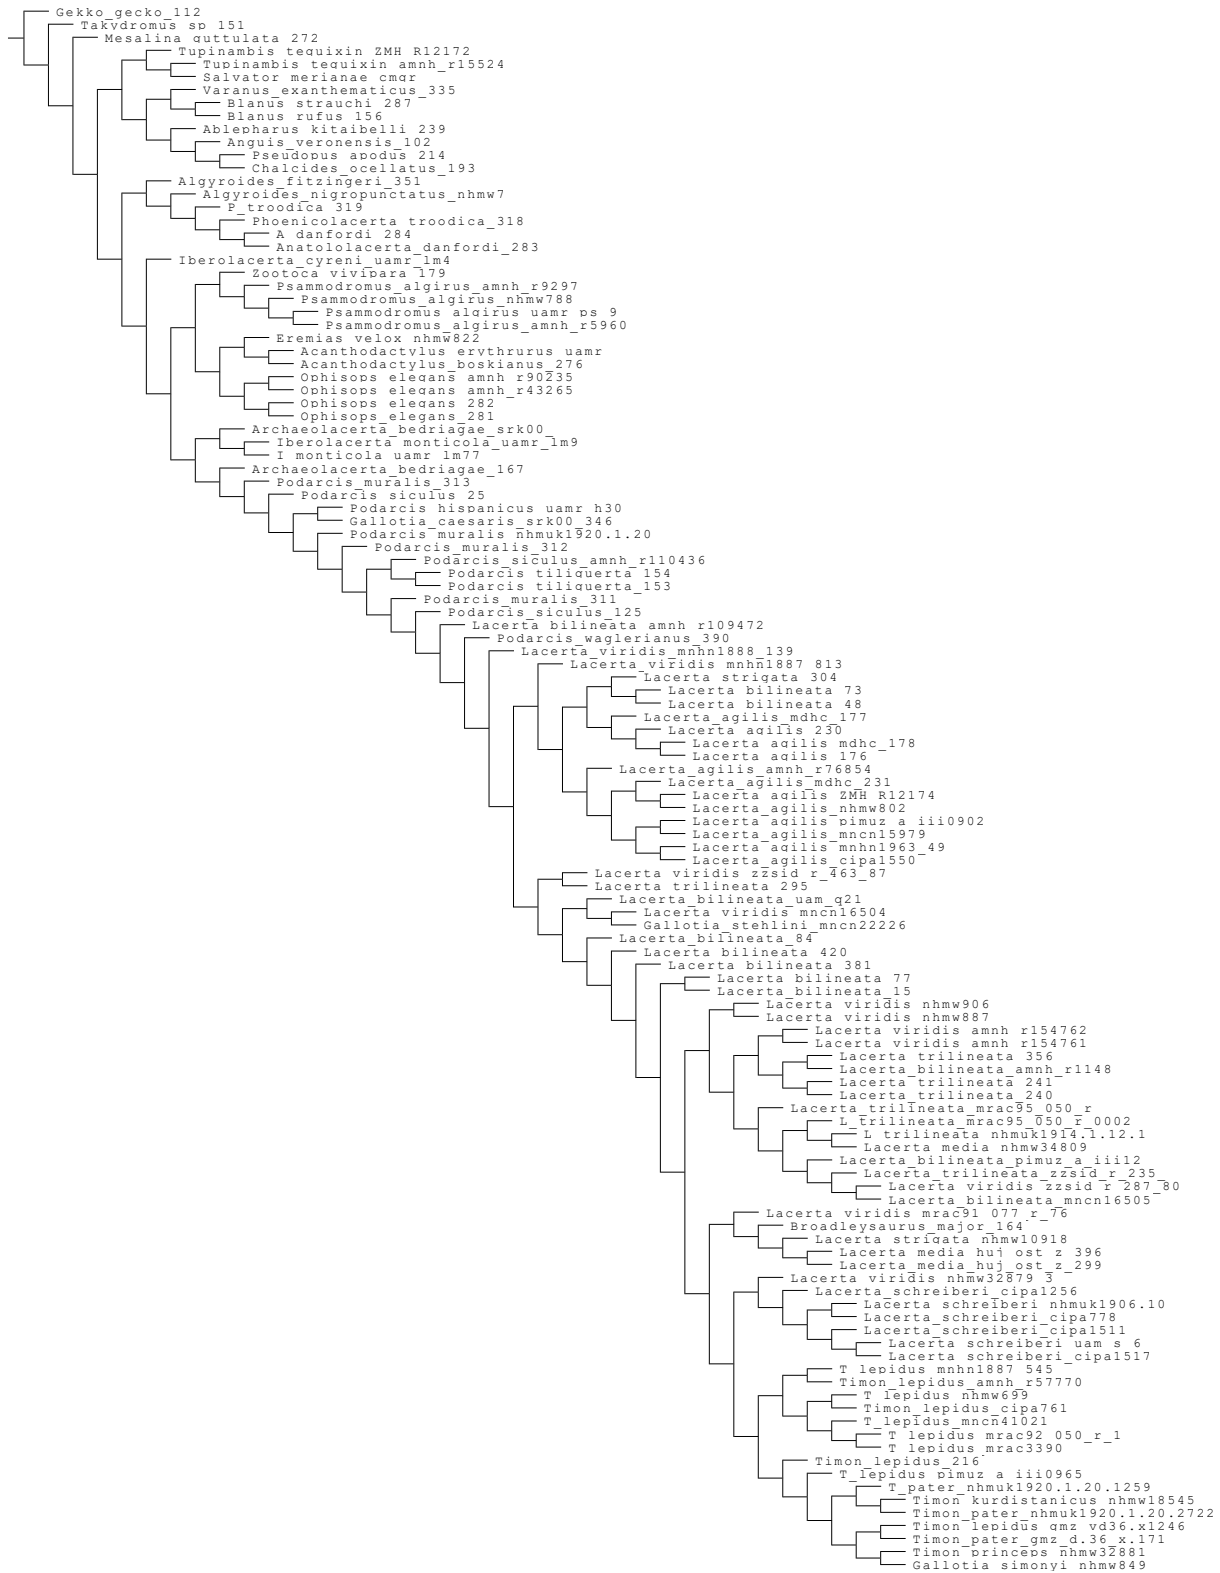 Gekko_gecko_112
Takydromus_sp_151
Mesalina_guttulata_272
Tupinambis_teguixin_ZMH_R12172
Tupinambis_teguixin_amnh_r15524
Salvator_merianae_cmgr
Varanus_exanthematicus_335
Blanus_strauchi_287
Blanus_rufus_156
Ablepharus_kitaibelli_239
Anguis_veronensis_102
Pseudopus_apodus_214
Chalcides_ocellatus_193
Algyroides_fitzingeri_351
Algyroides_nigropunctatus_nhmw7
P_troodica_319
Phoenicolacerta_troodica_318
A_danfordi_284
Anatololacerta_danfordi_283
Iberolacerta_cyreni_uamr_lm4
Zootoca_vivipara_179
Psammodromus_algirus_amnh_r9297
Psammodromus_algirus_nhmw788
Psammodromus_algirus_uamr_ps_9
Psammodromus_algirus_amnh_r5960
Eremias_velox_nhmw822
Acanthodactylus_erythrurus_uamr
Acanthodactylus_boskianus_276
Ophisops_elegans_amnh_r90235
Ophisops_elegans_amnh_r43265
Ophisops_elegans_282
Ophisops_elegans_281
Archaeolacerta_bedriagae_srk00_
Iberolacerta_monticola_uamr_lm9
I_monticola_uamr_lm77
Archaeolacerta_bedriagae_167
Podarcis_muralis_313
Podarcis_siculus_25
Podarcis_hispanicus_uamr_h30
Gallotia_caesaris_srk00_346
Podarcis_muralis_nhmuk1920.1.20
Podarcis_muralis_312
Podarcis_siculus_amnh_r110436
Podarcis_tiliguerta_154
Podarcis_tiliguerta_153
Podarcis_muralis_311
Podarcis_siculus_125
Lacerta_bilineata_amnh_r109472
Podarcis_waglerianus_390
Lacerta_viridis_mnhn1888_139
Lacerta_viridis_mnhn1887_813
Lacerta_strigata_304
Lacerta_bilineata_73
Lacerta_bilineata_48
Lacerta_agilis_mdhc_177
Lacerta_agilis_230
Lacerta_agilis_mdhc_178
Lacerta_agilis_176
Lacerta_agilis_amnh_r76854
Lacerta_agilis_mdhc_231
Lacerta_agilis_ZMH_R12174
Lacerta_agilis_nhmw802
Lacerta_agilis_pimuz_a_iii0902
Lacerta_agilis_mncn15979
Lacerta_agilis_mnhn1963_49
Lacerta_agilis_cipa1550
Lacerta_viridis_zzsid_r_463_87
Lacerta_trilineata_295
Lacerta_bilineata_uam_q21
Lacerta_viridis_mncn16504
Gallotia_stehlini_mncn22226
Lacerta_bilineata_84
Lacerta_bilineata_420
Lacerta_bilineata_381
Lacerta_bilineata_77
Lacerta_bilineata_15
Lacerta_viridis_nhmw906
Lacerta_viridis_nhmw887
Lacerta_viridis_amnh_r154762
Lacerta_viridis_amnh_r154761
Lacerta_trilineata_356
Lacerta_bilineata_amnh_r1148
Lacerta_trilineata_241
Lacerta_trilineata_240
Lacerta_trilineata_mrac95_050_r
L_trilineata_mrac95_050_r_0002
L_trilineata_nhmuk1914.1.12.1
Lacerta_media_nhmw34809
Lacerta_bilineata_pimuz_a_iii12
Lacerta_trilineata_zzsid_r_235_
Lacerta_viridis_zzsid_r_287_80
Lacerta_bilineata_mncn16505
Lacerta_viridis_mrac91_077_r_76
Broadleysaurus_major_164
Lacerta_strigata_nhmw10918
Lacerta_media_huj_ost_z_396
Lacerta_media_huj_ost_z_299
Lacerta_viridis_nhmw32879_3
Lacerta_schreiberi_cipa1256
Lacerta_schreiberi_nhmuk1906.10
Lacerta_schreiberi_cipa778
Lacerta_schreiberi_cipa1511
Lacerta_schreiberi_uam_s_6
Lacerta_schreiberi_cipa1517
T_lepidus_mnhn1887_545
Timon_lepidus_amnh_r57770
T_lepidus_nhmw699
Timon_lepidus_cipa761
T_lepidus_mncn41021
T_lepidus_mrac92_050_r_1
T_lepidus_mrac3390
Timon_lepidus_216
T_lepidus_pimuz_a_iii0965
T_pater_nhmuk1920.1.20.1259
Timon_kurdistanicus_nhmw18545
Timon_pater_nhmuk1920.1.20.2722
Timon_lepidus_gmz_vd36.x1246
Timon_pater_gmz_d.36_x.171
Timon_princeps_nhmw32881
Gallotia_simonyi_nhmw849